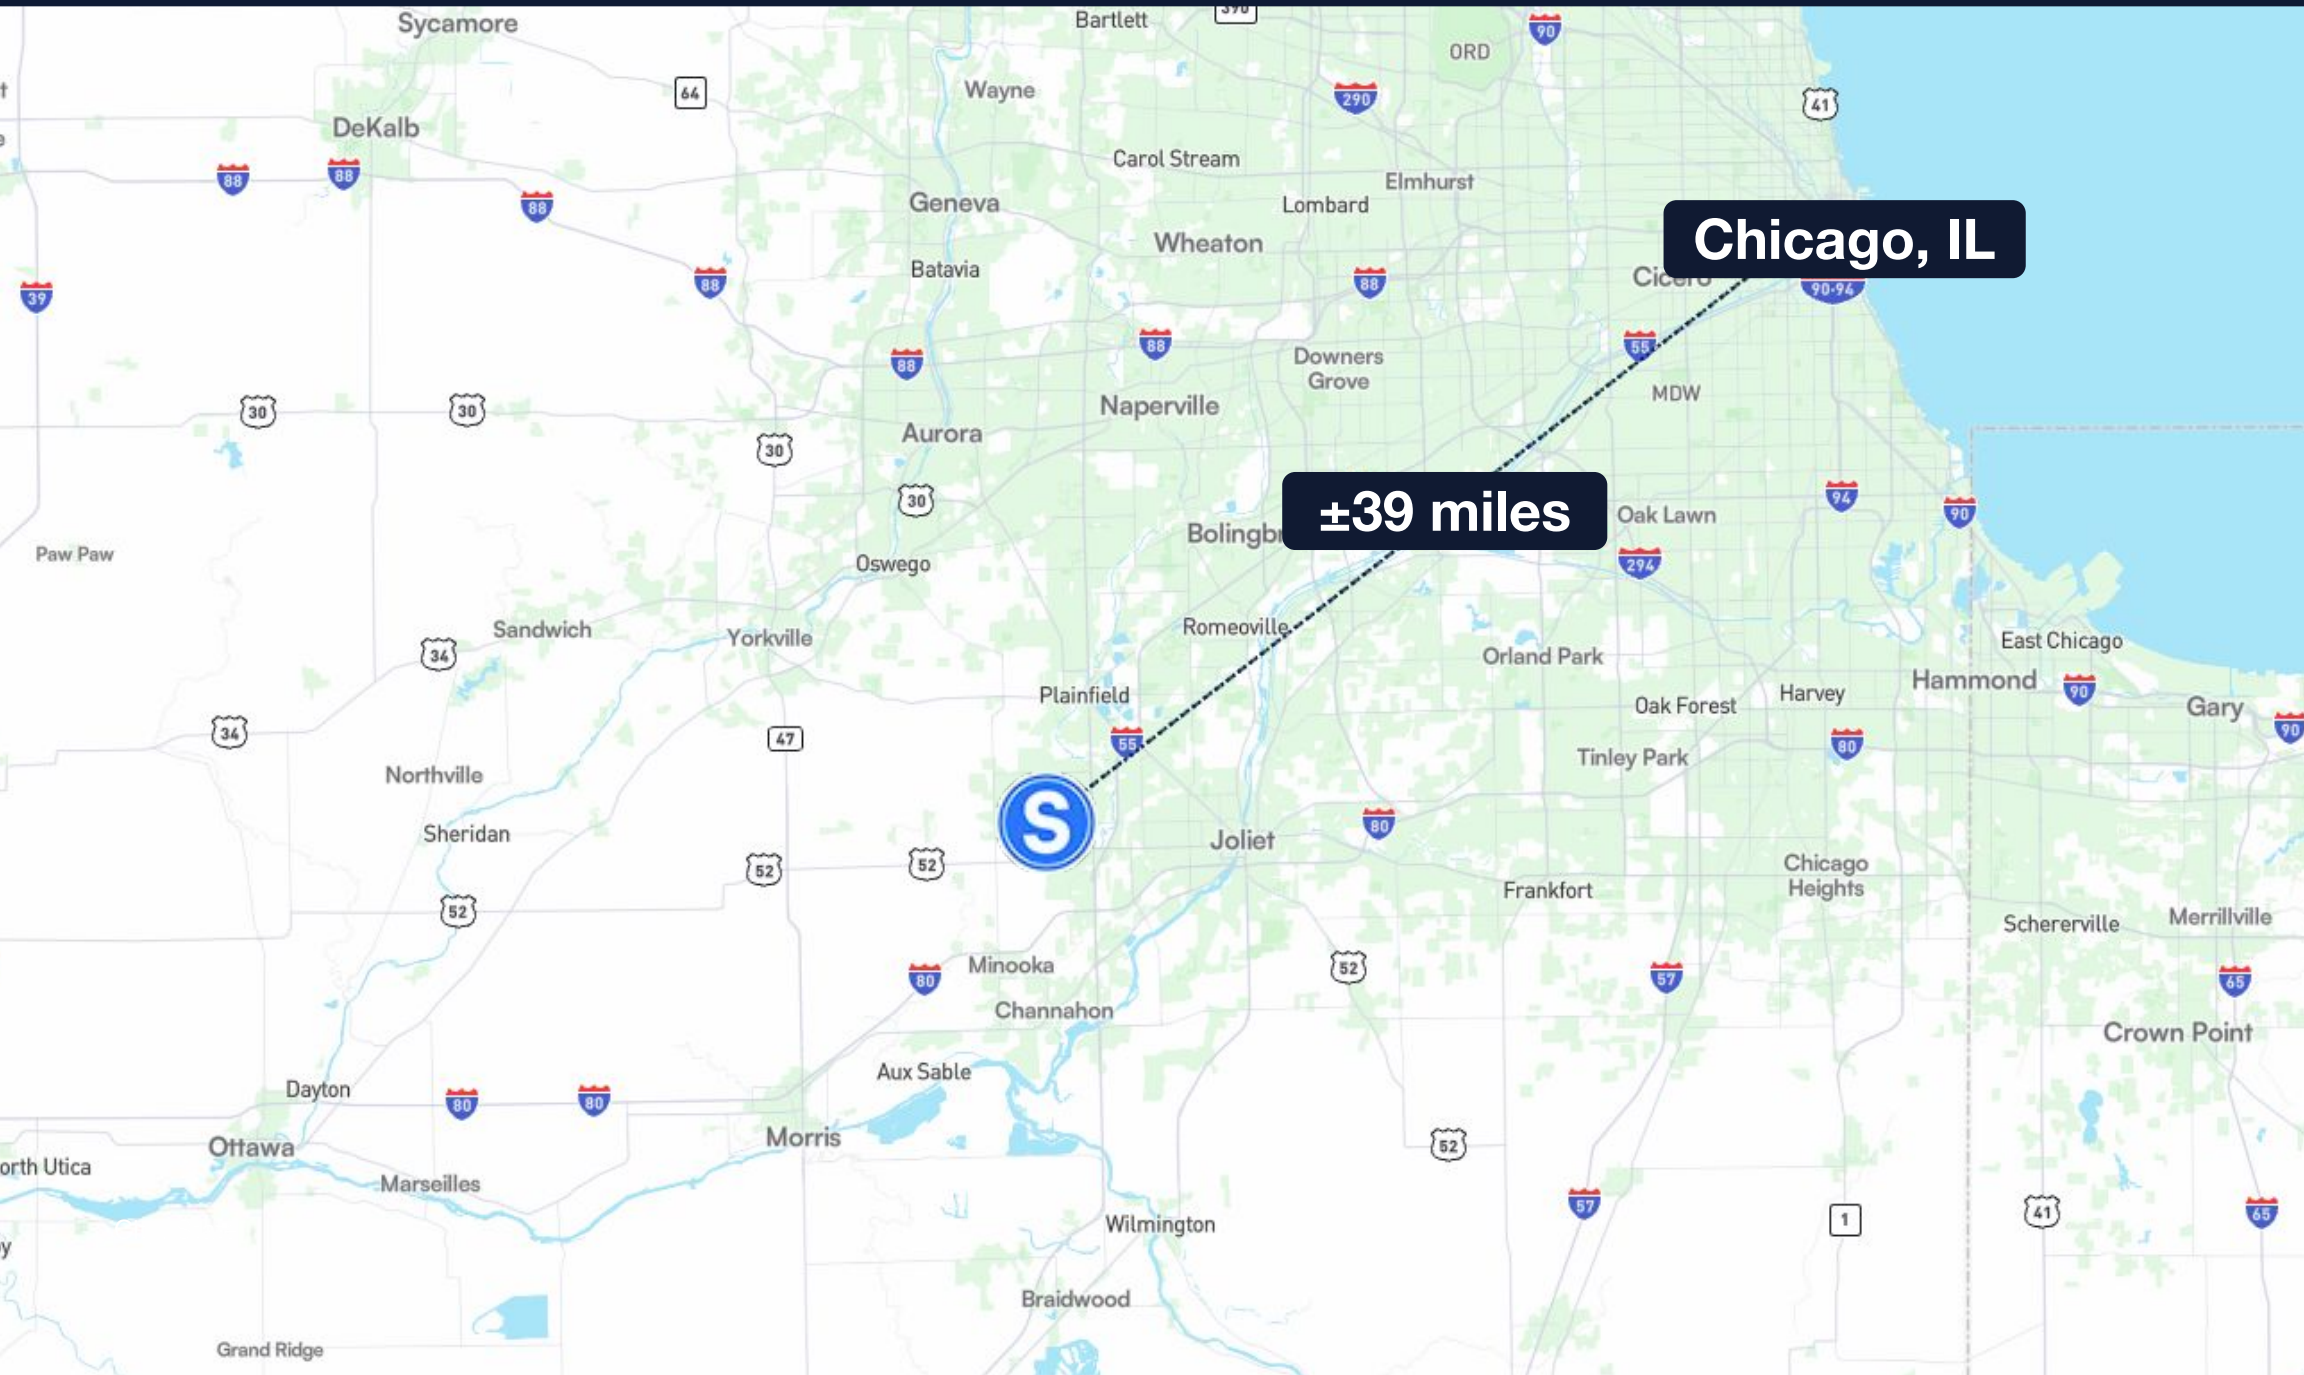 Sycamore
Bartlett
390
90
ORD
64
Wayne
290
41
DeKalb
Carol Stream
88
88
Elmhurst
88
Geneva
Lombard
Chicago, IL
Wheaton
Batavia
Cicero
88
88
90-94
39
88
88
55
Downers
Grove
MDW
30
30
Naperville
Aurora
30
30
94
90
±39 miles
Oak Lawn
Bolingbr
Paw Paw
Oswego
294
Sandwich
Yorkville
Romeoville
East Chicago
34
Orland Park
Hammond
90
Plainfield
Harvey
Oak Forest
Gary
34
47
55
80
90
Northville
Tinley Park
S
Sheridan
80
Joliet
52
52
Chicago
Heights
Frankfort
52
Schererville
Merrillville
Minooka
52
80
57
65
Channahon
Crown Point
Aux Sable
Dayton
80
80
Ottawa
Morris
52
orth Utica
Marseilles
57
1
41
65
Wilmington
y
Braidwood
Grand Ridge